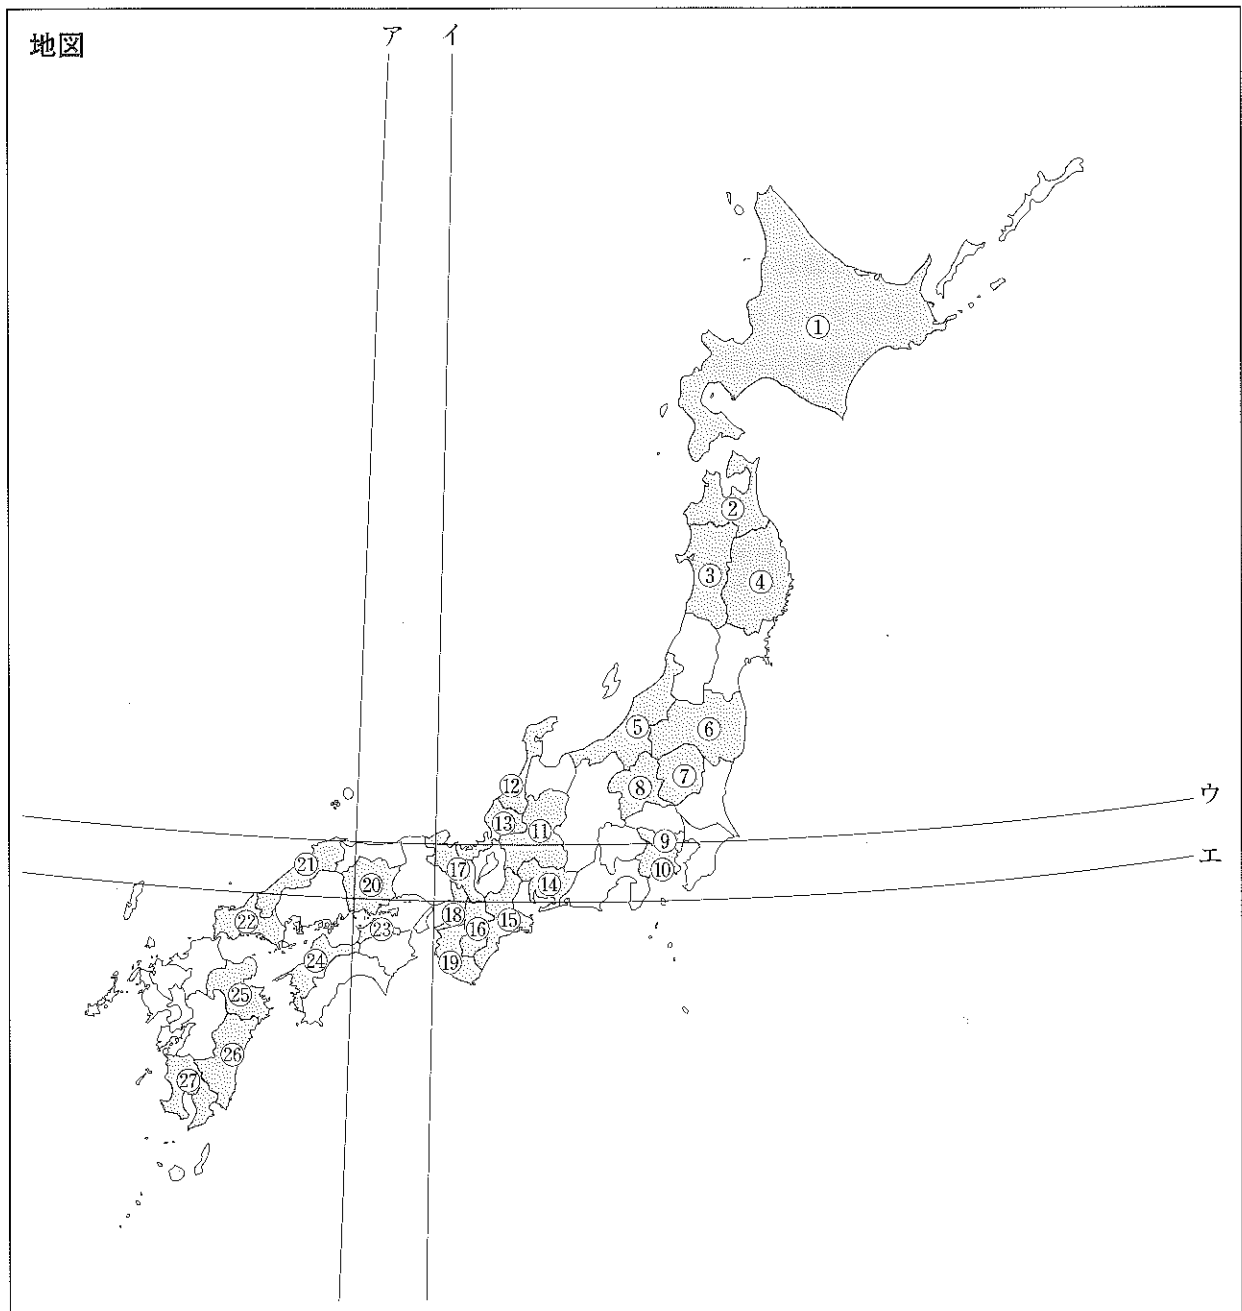 地図
ア イ
①
②
③ ④
⑤ ⑥
⑦
⑧
⑫
⑬ ⑪ ⑨ ウ
㉑ ⑰ ⑩ エ
⑳ ⑭
㉒ ⑱ ⑮
㉓ ⑯
㉔ ⑲
㉕
㉖
㉗